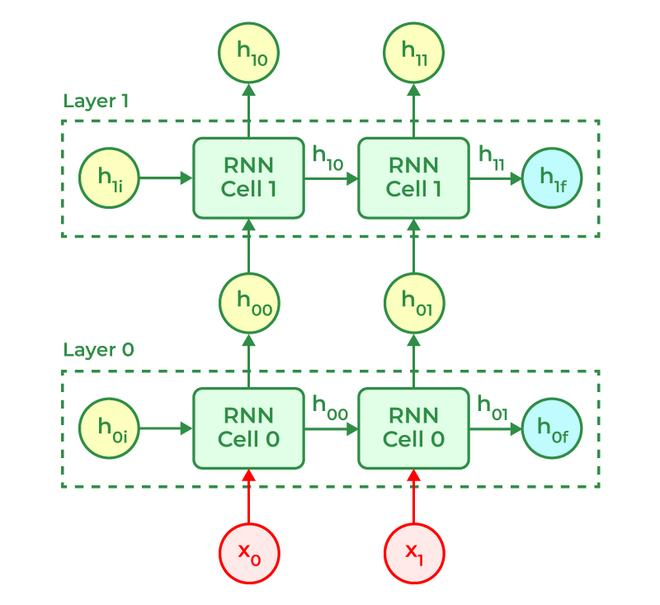 h10
h11
Layer 1
h1i
RNN
Cell 1
h10
RNN
Cell 1
h11
h1f
h00
h01
Layer 0
h0i
RNN
Cell 0
h00
RNN
Cell 0
h01
h0f
x0
x1